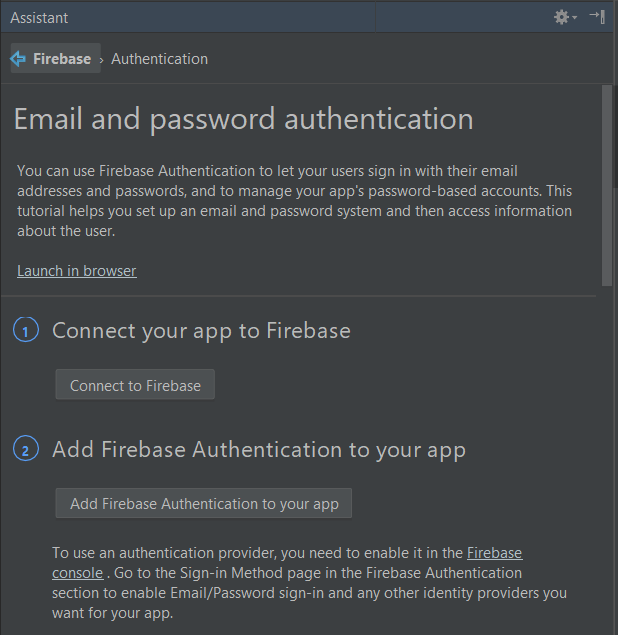 Assistant
Firebase › Authentication
Email and password authentication
You can use Firebase Authentication to let your users sign in with their email
addresses and passwords, and to manage your app's password-based accounts. This
tutorial helps you set up an email and password system and then access information
about the user.
Launch in browser
1 Connect your app to Firebase
Connect to Firebase
2 Add Firebase Authentication to your app
Add Firebase Authentication to your app
To use an authentication provider, you need to enable it in the Firebase
console . Go to the Sign-in Method page in the Firebase Authentication
section to enable Email/Password sign-in and any other identity providers you
want for your app.